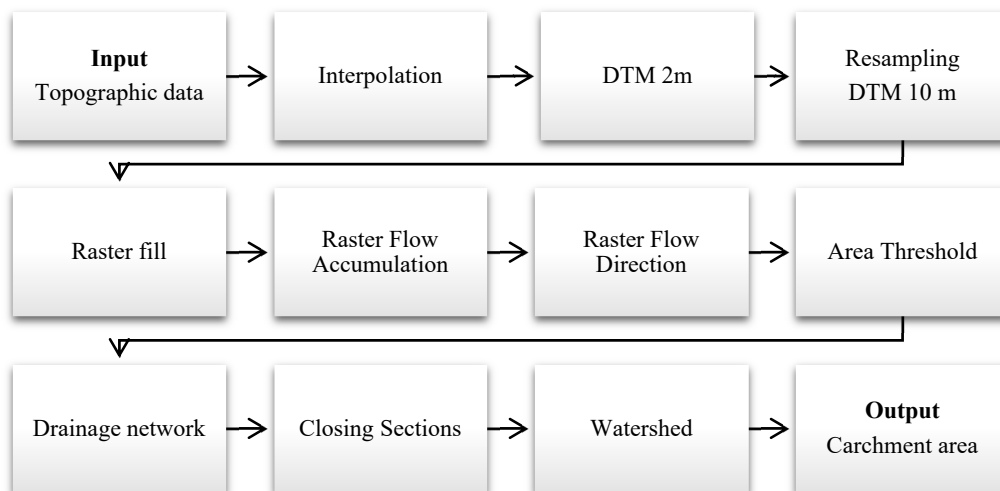 Input
Topographic data
Interpolation
DTM 2m
Resampling
DTM 10 m
Raster fill
Raster Flow
Accumulation
Raster Flow
Direction
Area Threshold
Drainage network
Closing Sections
Watershed
Output
Carchment area